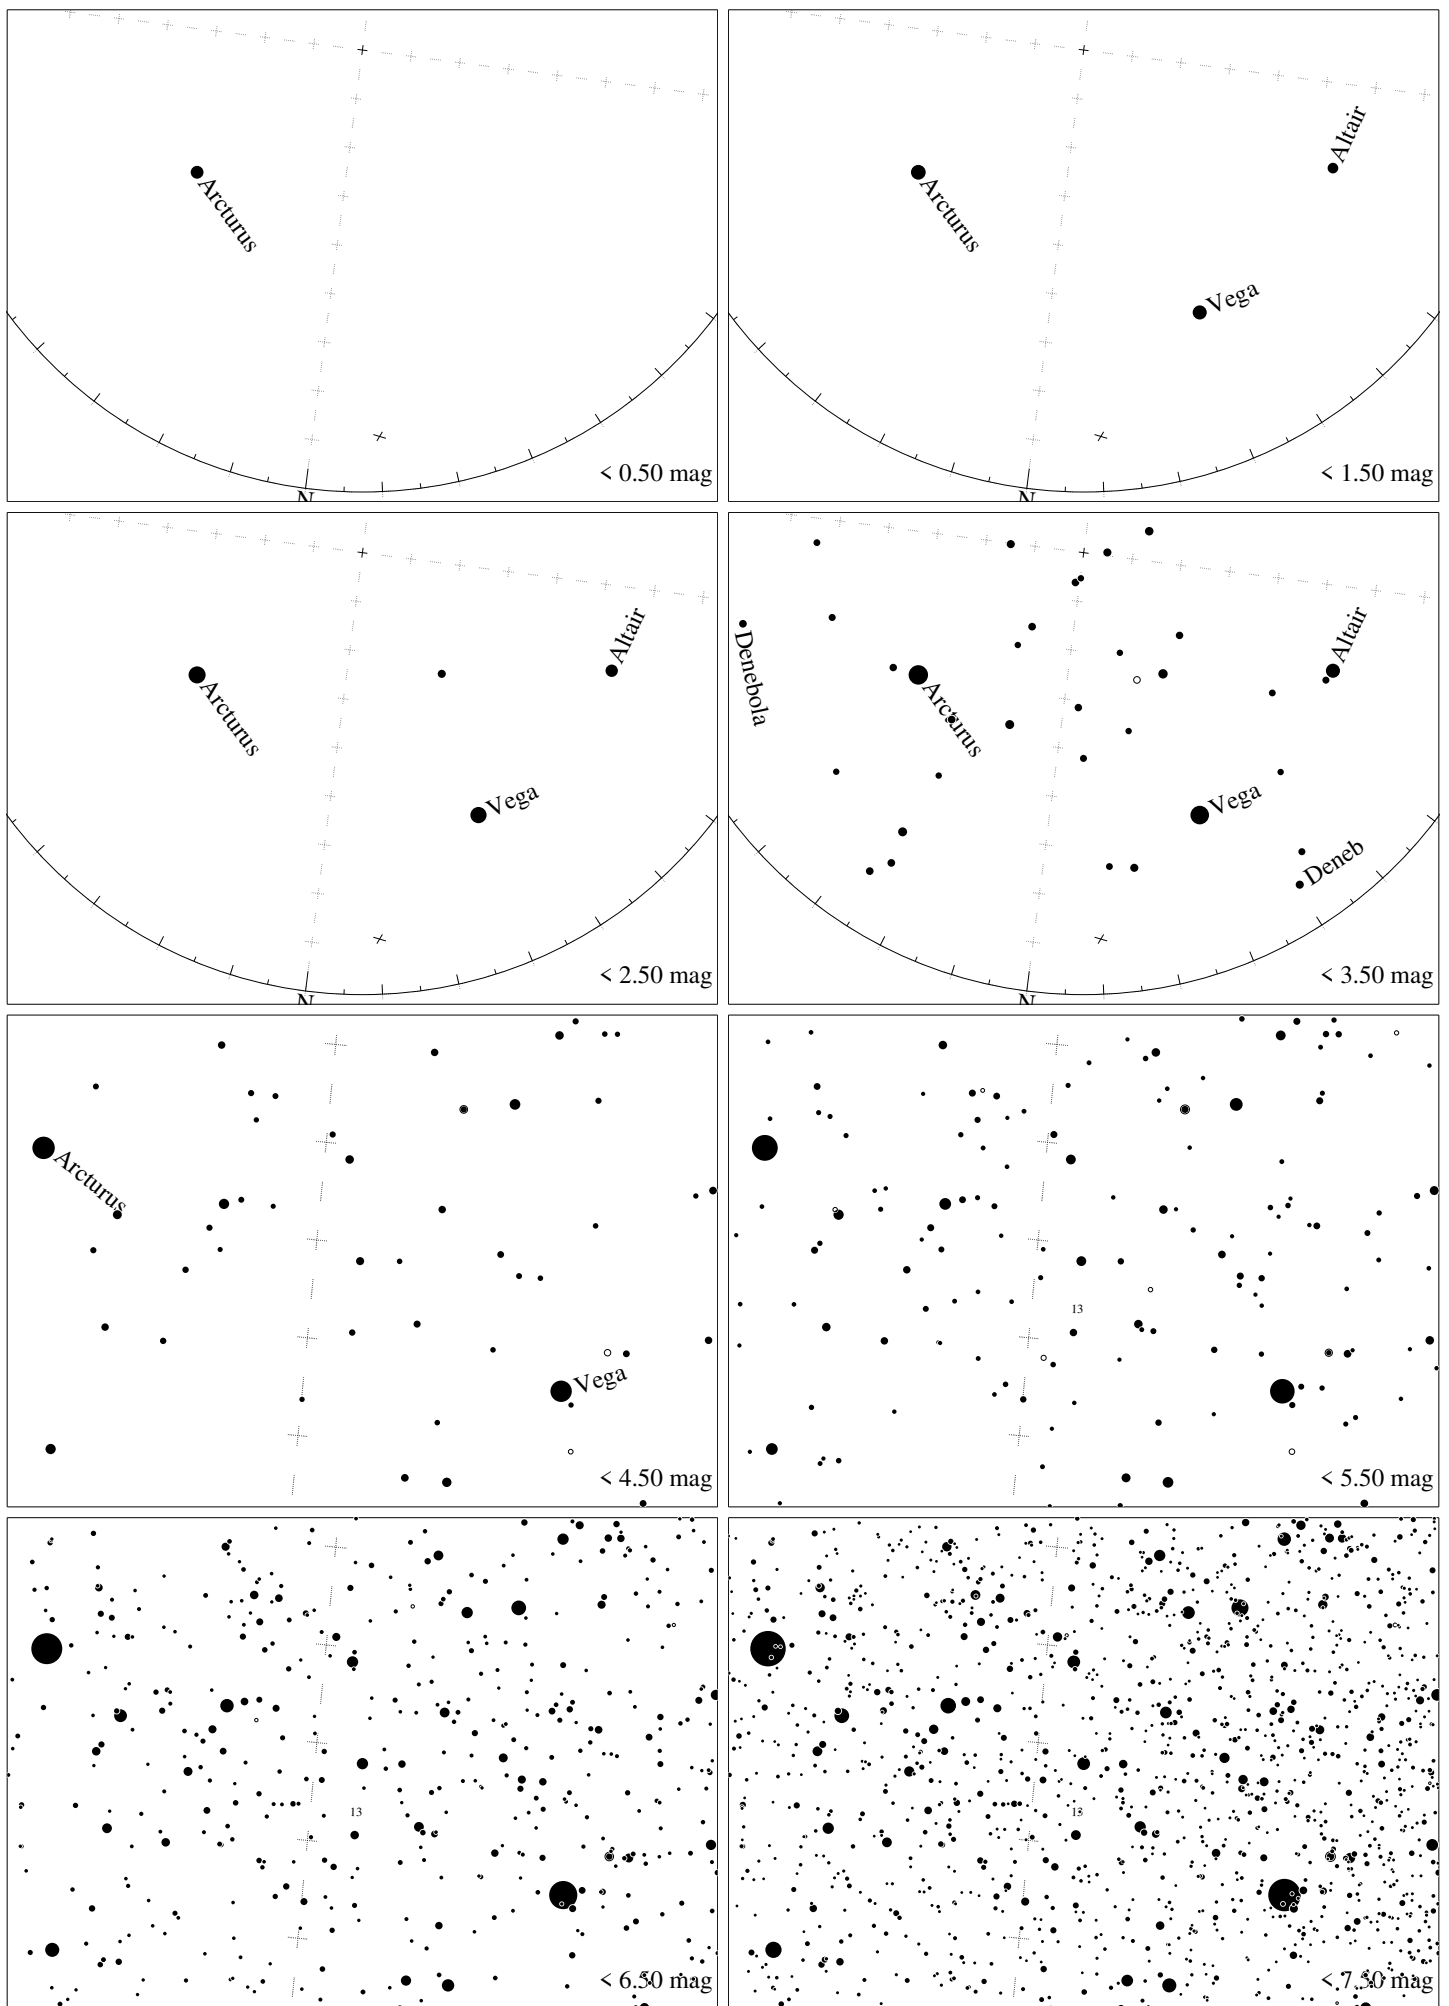 Arcturus
N
< 0.50 mag
Altair
Arcturus
Vega
N
< 1.50 mag
Altair
Arcturus
Vega
N
< 2.50 mag
Denebola
Altair
Arcturus
Vega
Deneb
N
< 3.50 mag
Arcturus
Vega
< 4.50 mag
13
< 5.50 mag
13
< 6.50 mag
13
< 7.50 mag